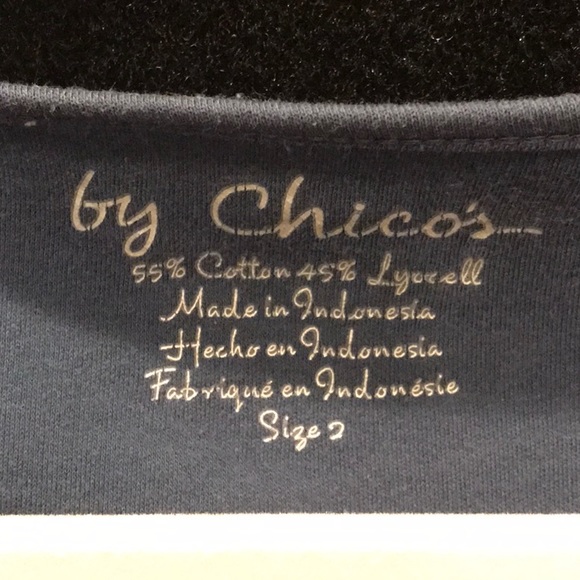 by Chico's
55% Cotton 45% Lyocell
Made in Indonesia
Hecho en Indonesia
Fabriqué en Indonésie
Size 2